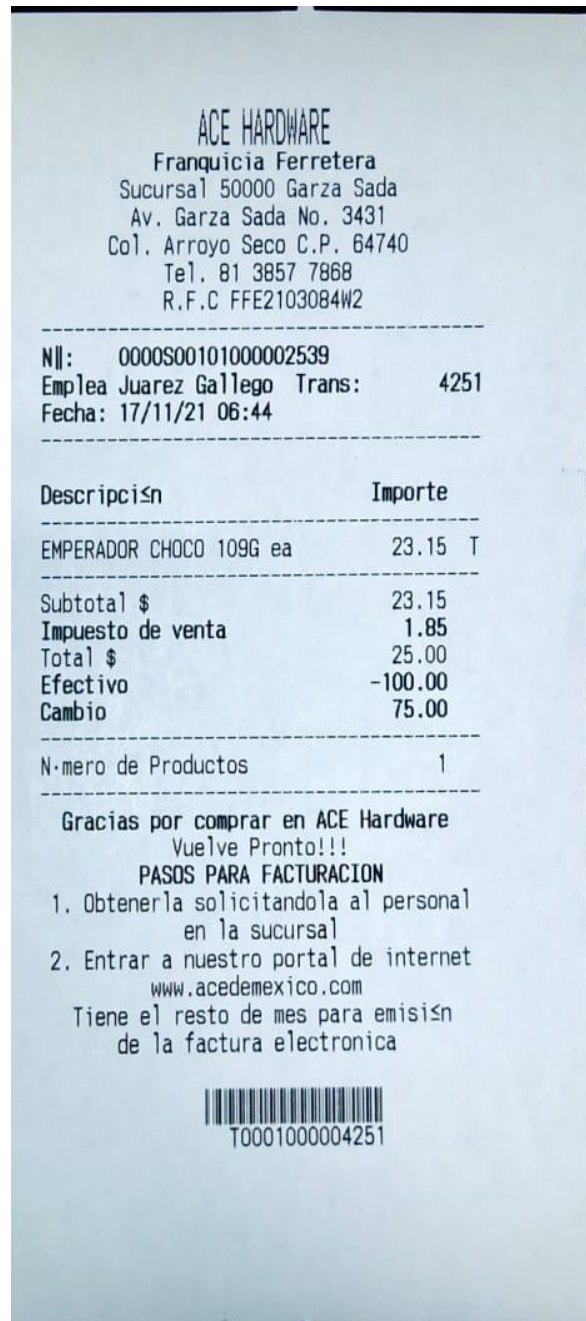 ACE HARDWARE
Franquicia Ferretera
Sucursal 50000 Garza Sada
Av. Garza Sada No. 3431
Col. Arroyo Seco C.P. 64740
Tel. 81 3857 7868
R.F.C FFE2103084W2
N‖: 0000S00101000002539
Emplea Juarez Gallego Trans: 4251
Fecha: 17/11/21 06:44
Descripci≤n Importe
EMPERADOR CHOCO 109G ea 23.15 T
Subtotal $ 23.15
Impuesto de venta 1.85
Total $ 25.00
Efectivo -100.00
Cambio 75.00
N·mero de Productos 1
Gracias por comprar en ACE Hardware
Vuelve Pronto!!!
PASOS PARA FACTURACION
1. Obtenerla solicitandola al personal
en la sucursal
2. Entrar a nuestro portal de internet
www.acedemexico.com
Tiene el resto de mes para emisi≤n
de la factura electronica
T0001000004251